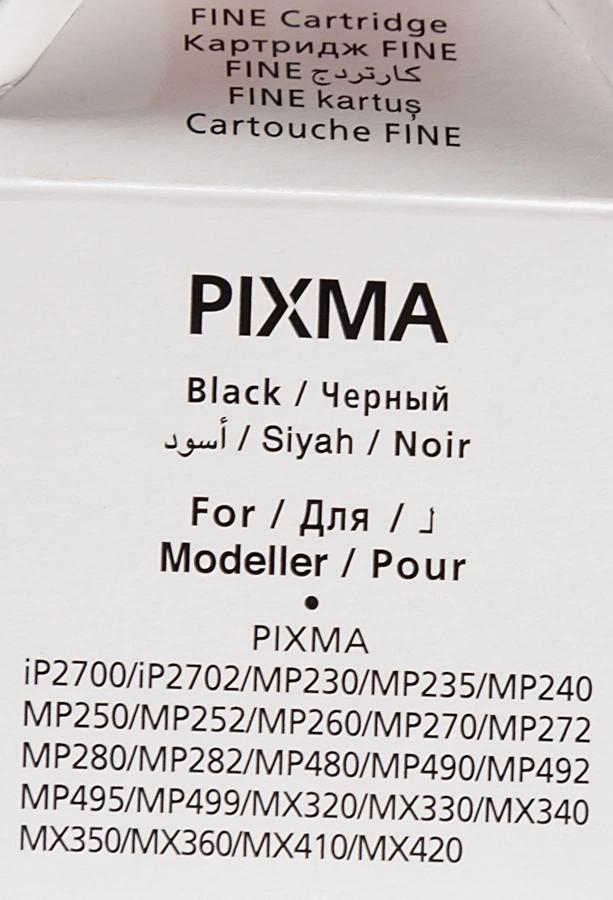 FINE Cartridge
Картридж FINE
FINE كارتردج
FINE kartuş
Cartouche FINE
PIXMA
Black / Черный
أسود / Siyah / Noir
For / Для / لـ
Modeller / Pour
•
PIXMA
iP2700/iP2702/MP230/MP235/MP240
MP250/MP252/MP260/MP270/MP272
MP280/MP282/MP480/MP490/MP492
MP495/MP499/MX320/MX330/MX340
MX350/MX360/MX410/MX420